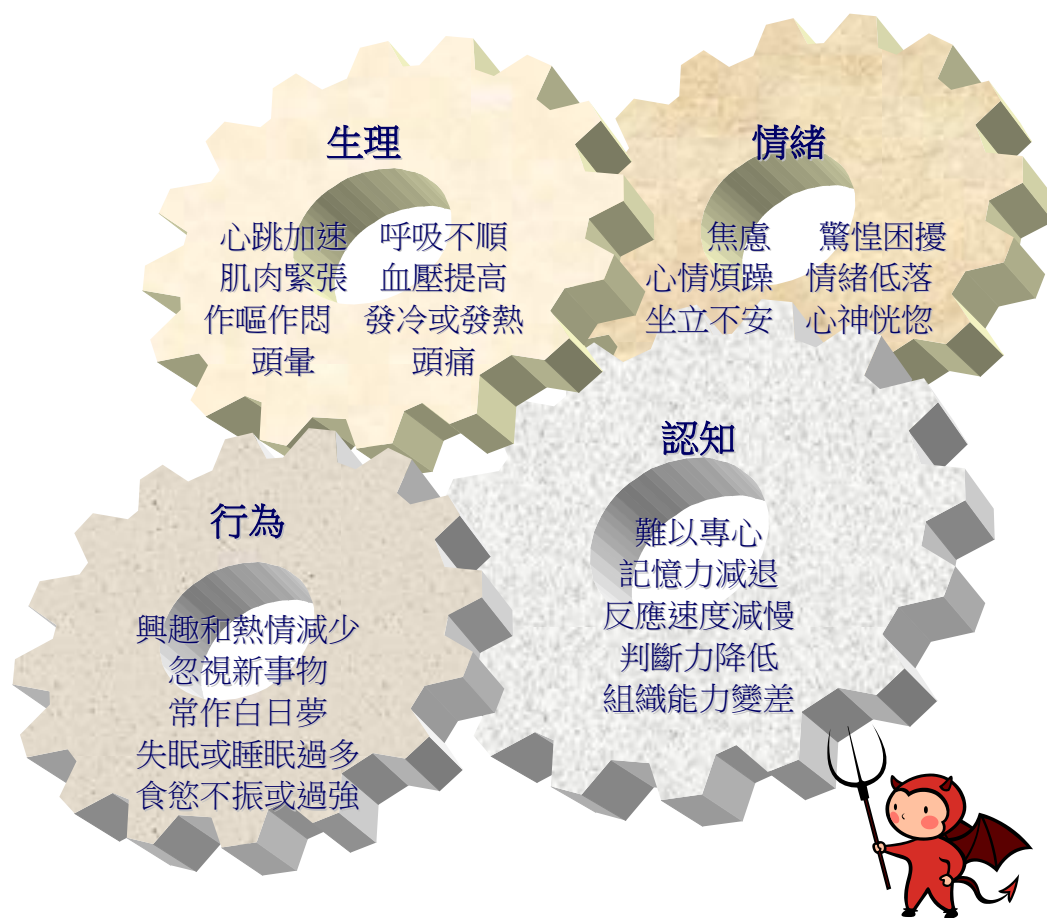 生理
心跳加速 呼吸不順
肌肉緊張 血壓提高
作嘔作悶 發冷或發熱
頭暈 頭痛
情緒
焦慮 驚惶困擾
心情煩躁 情緒低落
坐立不安 心神恍惚
認知
難以專心
記憶力減退
反應速度減慢
判斷力降低
組織能力變差
行為
興趣和熱情減少
忽視新事物
常作白日夢
失眠或睡眠過多
食慾不振或過強